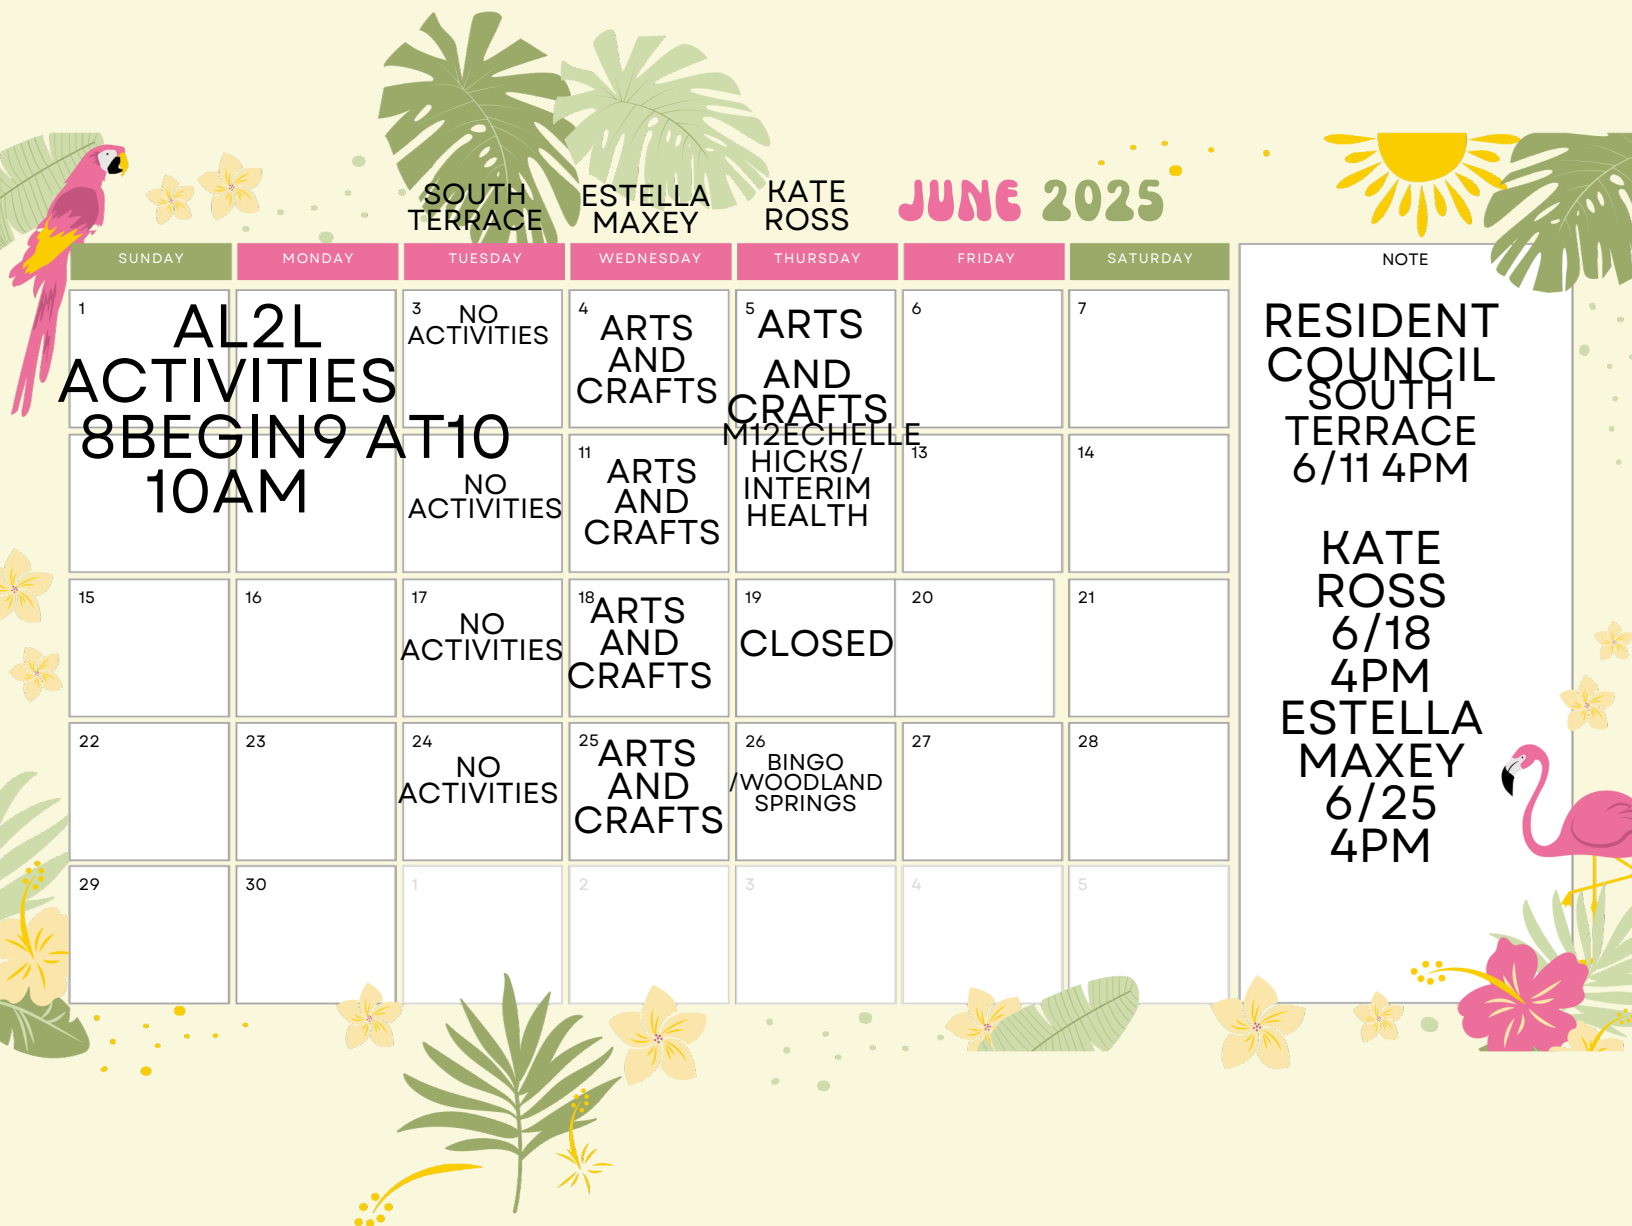 SOUTH
TERRACE
ESTELLA
MAXEY
KATE
ROSS
JUNE 2025
SUNDAY
MONDAY
TUESDAY
WEDNESDAY
THURSDAY
FRIDAY
SATURDAY
NOTE
1
AL2L
ACTIVITIES
8BEGIN9 AT10
10AM
3
NO
ACTIVITIES
4
ARTS
AND
CRAFTS
5
ARTS
AND
CRAFTS
6
7
NO
ACTIVITIES
11
ARTS
AND
CRAFTS
M12ECHELLE
HICKS/
INTERIM
HEALTH
13
14
15
16
17
NO
ACTIVITIES
18
ARTS
AND
CRAFTS
19
CLOSED
20
21
22
23
24
NO
ACTIVITIES
25
ARTS
AND
CRAFTS
26
BINGO
/WOODLAND
SPRINGS
27
28
29
30
1
2
3
4
5
RESIDENT
COUNCIL
SOUTH
TERRACE
6/11 4PM
KATE
ROSS
6/18
4PM
ESTELLA
MAXEY
6/25
4PM